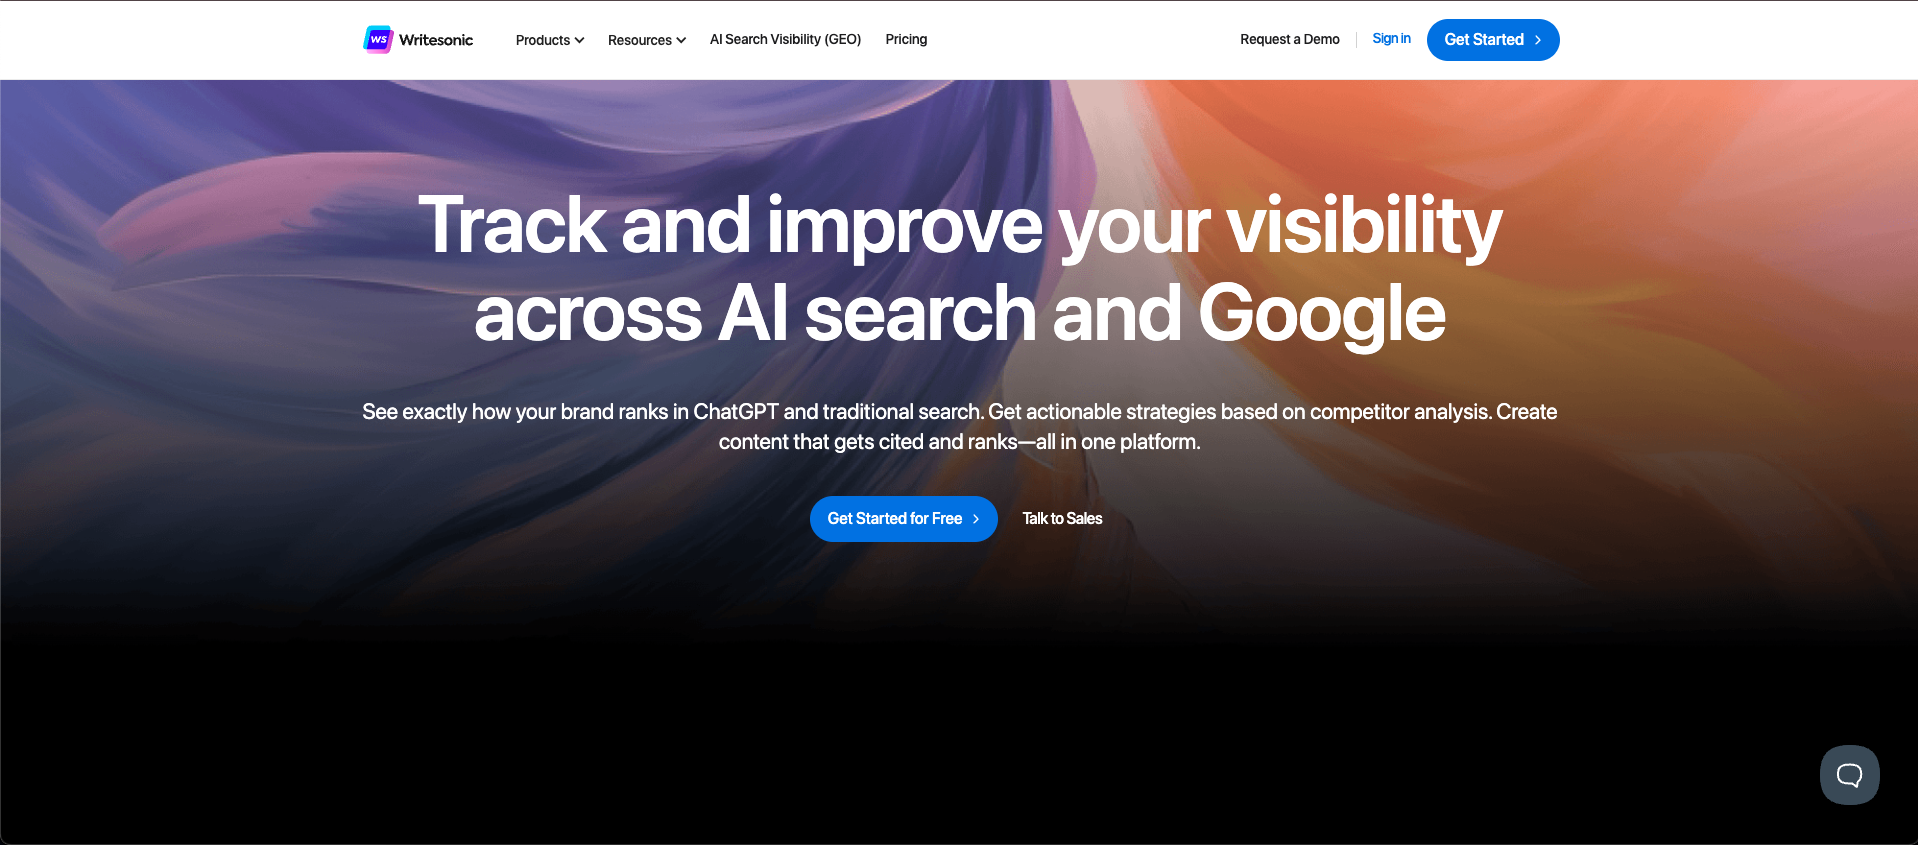 WS Writesonic
Products
Resources
AI Search Visibility (GEO)
Pricing
Request a Demo
Sign in
Get Started
Track and improve your visibility
across AI search and Google
See exactly how your brand ranks in ChatGPT and traditional search. Get actionable strategies based on competitor analysis. Create
content that gets cited and ranks—all in one platform.
Get Started for Free
Talk to Sales